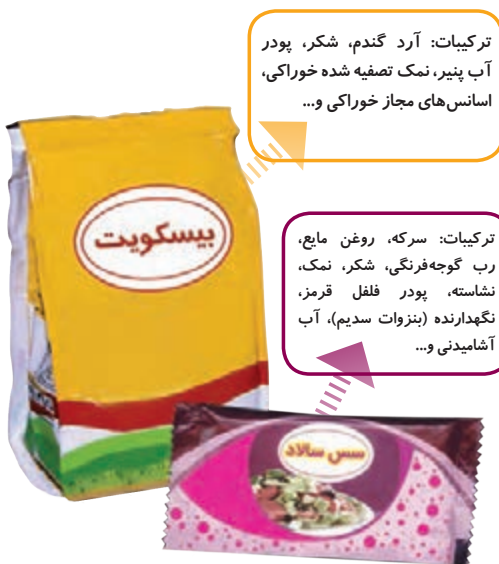 ترکیبات: آرد گندم، شکر، پودر
آب پنیر، نمک تصفیه شده خوراکی،
اسانس‌های مجاز خوراکی و...
بیسکویت
ترکیبات: سرکه، روغن مایع،
رب گوجه‌فرنگی، شکر، نمک،
نشاسته، پودر فلفل قرمز،
نگهدارنده (بنزوات سدیم)، آب
آشامیدنی و...
سس سالاد